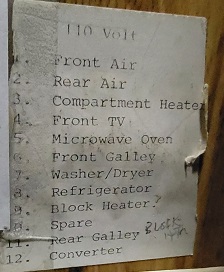 110 Volt
1. Front Air
2. Rear Air
3. Compartment Heater
4. Front TV
5. Microwave Oven
6. Front Galley
7. Washer/Dryer
8. Refrigerator
9. Block Heater?
10. Spare
11. Rear Galley
12. Converter